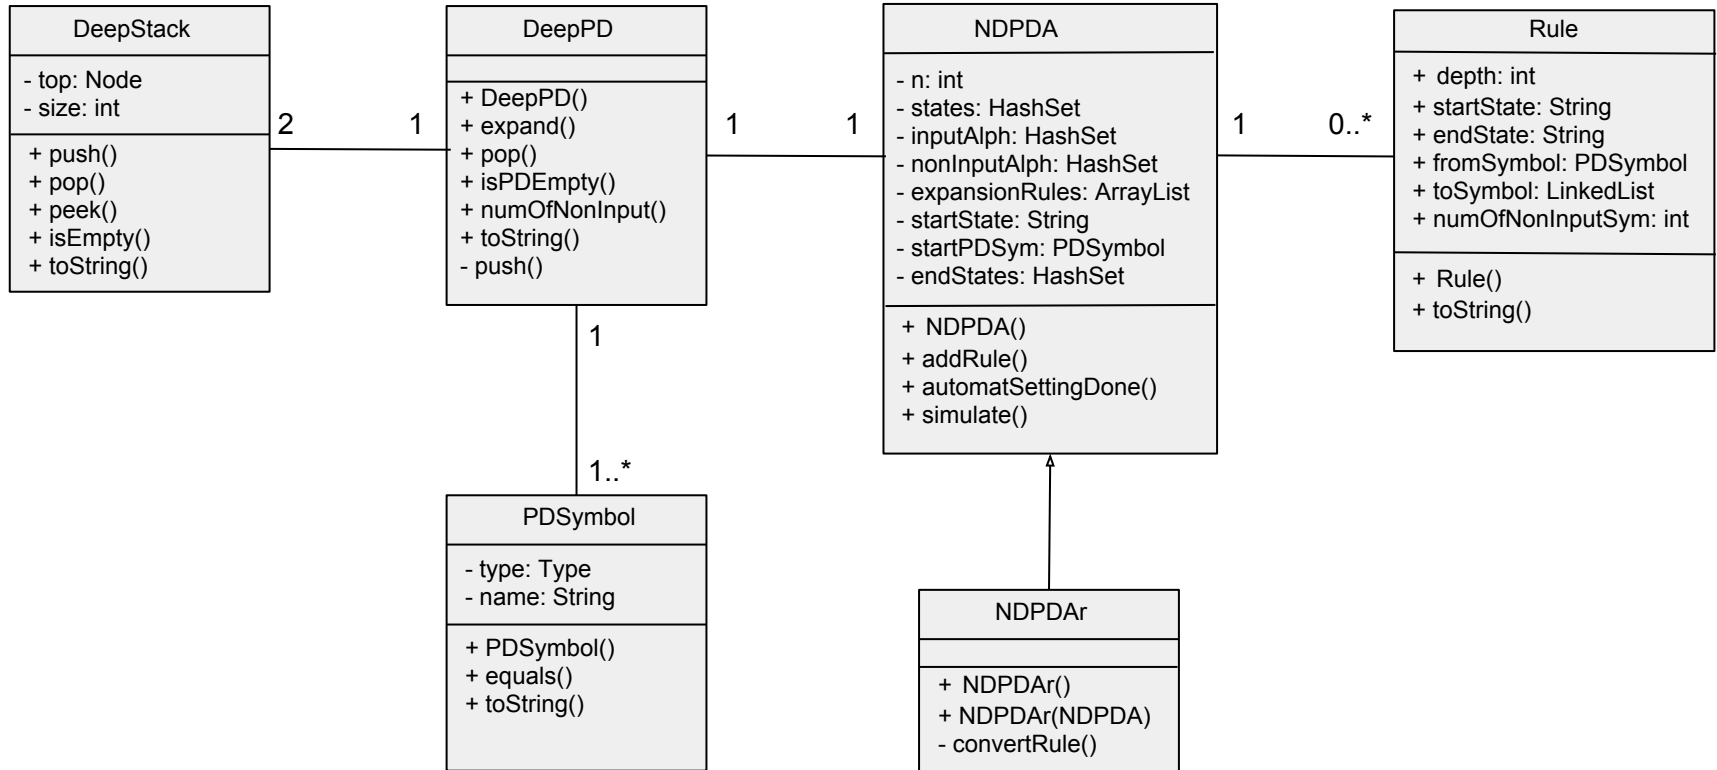 DeepStack
- top: Node
- size: int
+ push()
+ pop()
+ peek()
+ isEmpty()
+ toString()
2
1
DeepPD
+ DeepPD()
+ expand()
+ pop()
+ isPDEmpty()
+ numOfNonInput()
+ toString()
- push()
1
1
NDPDA
- n: int
- states: HashSet
- inputAlph: HashSet
- nonInputAlph: HashSet
- expansionRules: ArrayList
- startState: String
- startPDSym: PDSymbol
- endStates: HashSet
+ NDPDA()
+ addRule()
+ automatSettingDone()
+ simulate()
1
0..*
Rule
+ depth: int
+ startState: String
+ endState: String
+ fromSymbol: PDSymbol
+ toSymbol: LinkedList
+ numOfNonInputSym: int
+ Rule()
+ toString()
1
1..*
PDSymbol
- type: Type
- name: String
+ PDSymbol()
+ equals()
+ toString()
NDPDAr
+ NDPDAr()
+ NDPDAr(NDPDA)
- convertRule()